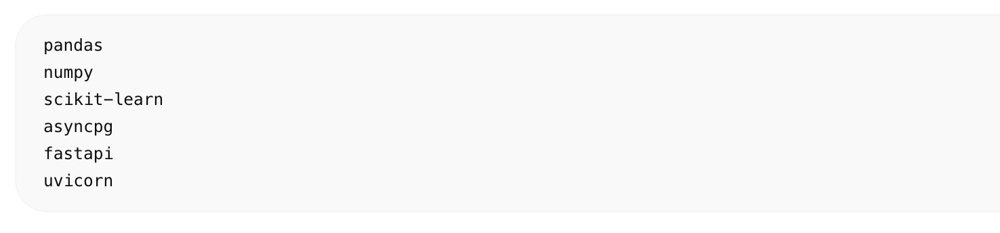 pandas
numpy
scikit-learn
asyncpg
fastapi
uvicorn